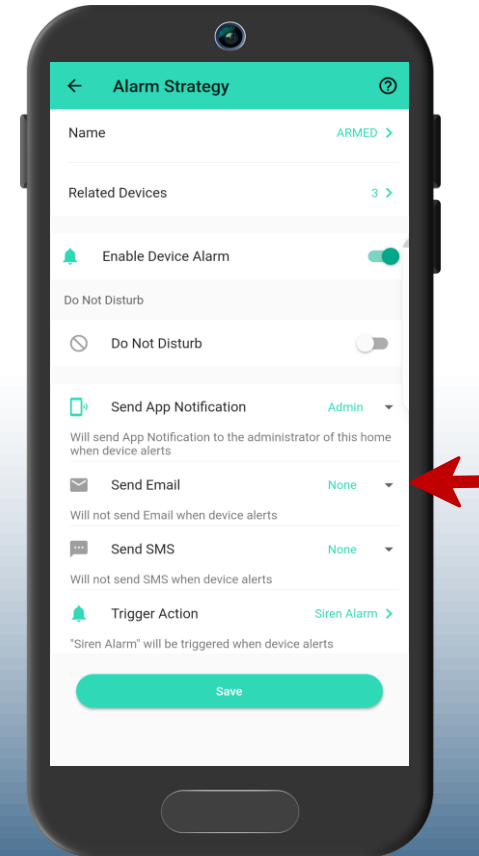 Alarm Strategy
Name ARMED
Related Devices 3
Enable Device Alarm
Do Not Disturb
Do Not Disturb
Send App Notification Admin
Will send App Notification to the administrator of this home
when device alerts
Send Email None
Will not send Email when device alerts
Send SMS None
Will not send SMS when device alerts
Trigger Action Siren Alarm
"Siren Alarm" will be triggered when device alerts
Save